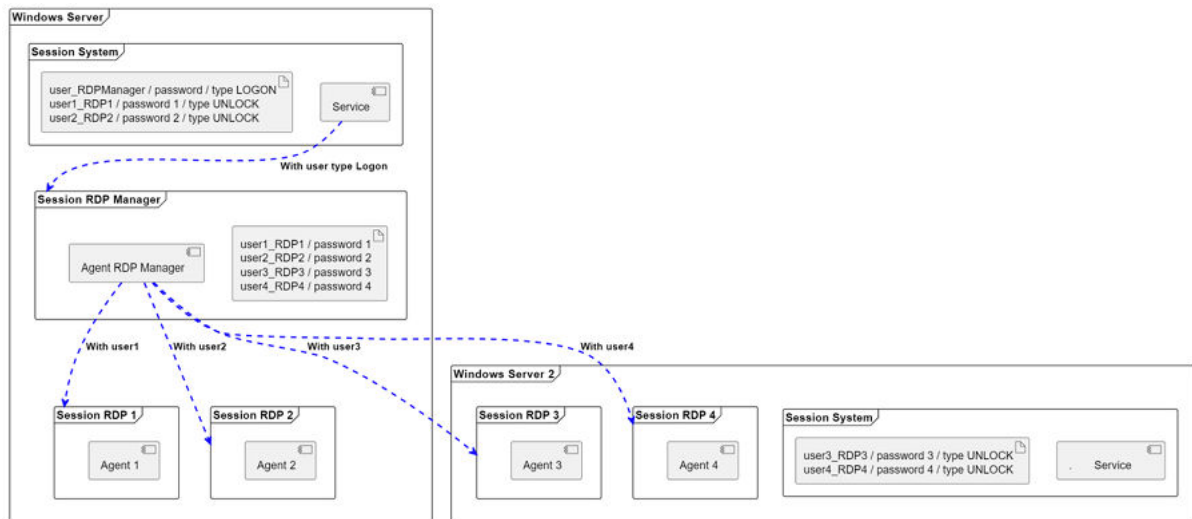 Windows Server
Session System
user_RDPManager / password / type LOGON
user1_RDP1 / password 1 / type UNLOCK
user2_RDP2 / password 2 / type UNLOCK
Service
With user type Logon
Session RDP Manager
Agent RDP Manager
user1_RDP1 / password 1
user2_RDP2 / password 2
user3_RDP3 / password 3
user4_RDP4 / password 4
With user1
With user2
With user3
With user4
Session RDP 1
Agent 1
Session RDP 2
Agent 2
Windows Server 2
Session RDP 3
Agent 3
Session RDP 4
Agent 4
Session System
user3_RDP3 / password 3 / type UNLOCK
user4_RDP4 / password 4 / type UNLOCK
. Service